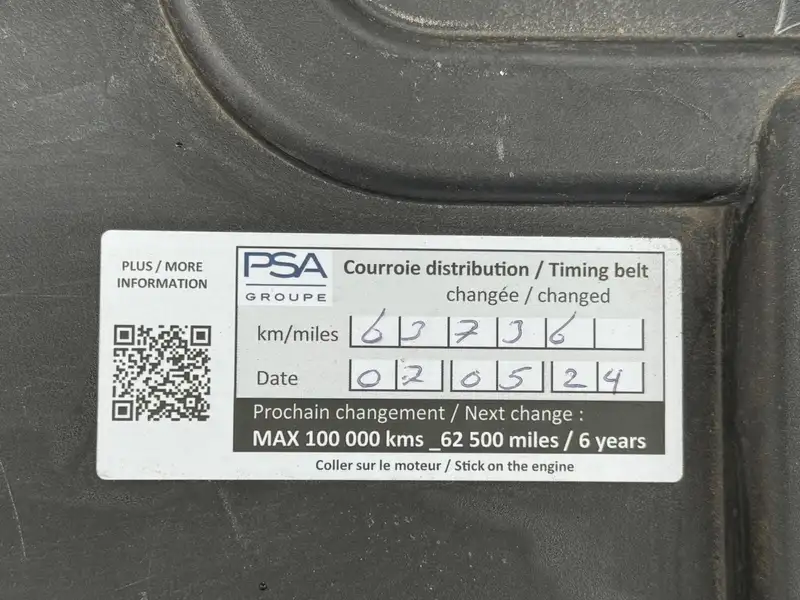 PLUS / MORE
INFORMATION
PSA
GROUPE
Courroie distribution / Timing belt
changée / changed
km/miles 6 3 7 3 6
Date 0 7 0 5 2 4
Prochain changement / Next change :
MAX 100 000 kms _62 500 miles / 6 years
Coller sur le moteur / Stick on the engine